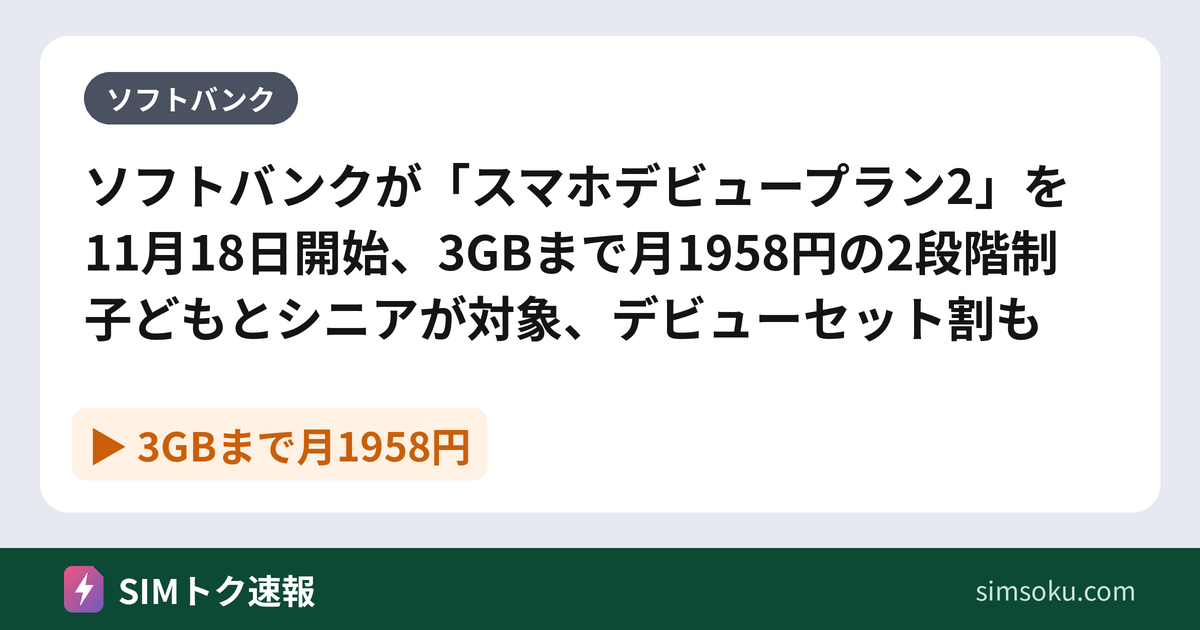 ソフトバンク
ソフトバンクが「スマホデビュープラン2」を
11月18日開始、3GBまで月1958円の2段階制
子どもとシニアが対象、デビューセット割も
▶ 3GBまで月1958円
SIMトク速報
simsoku.com